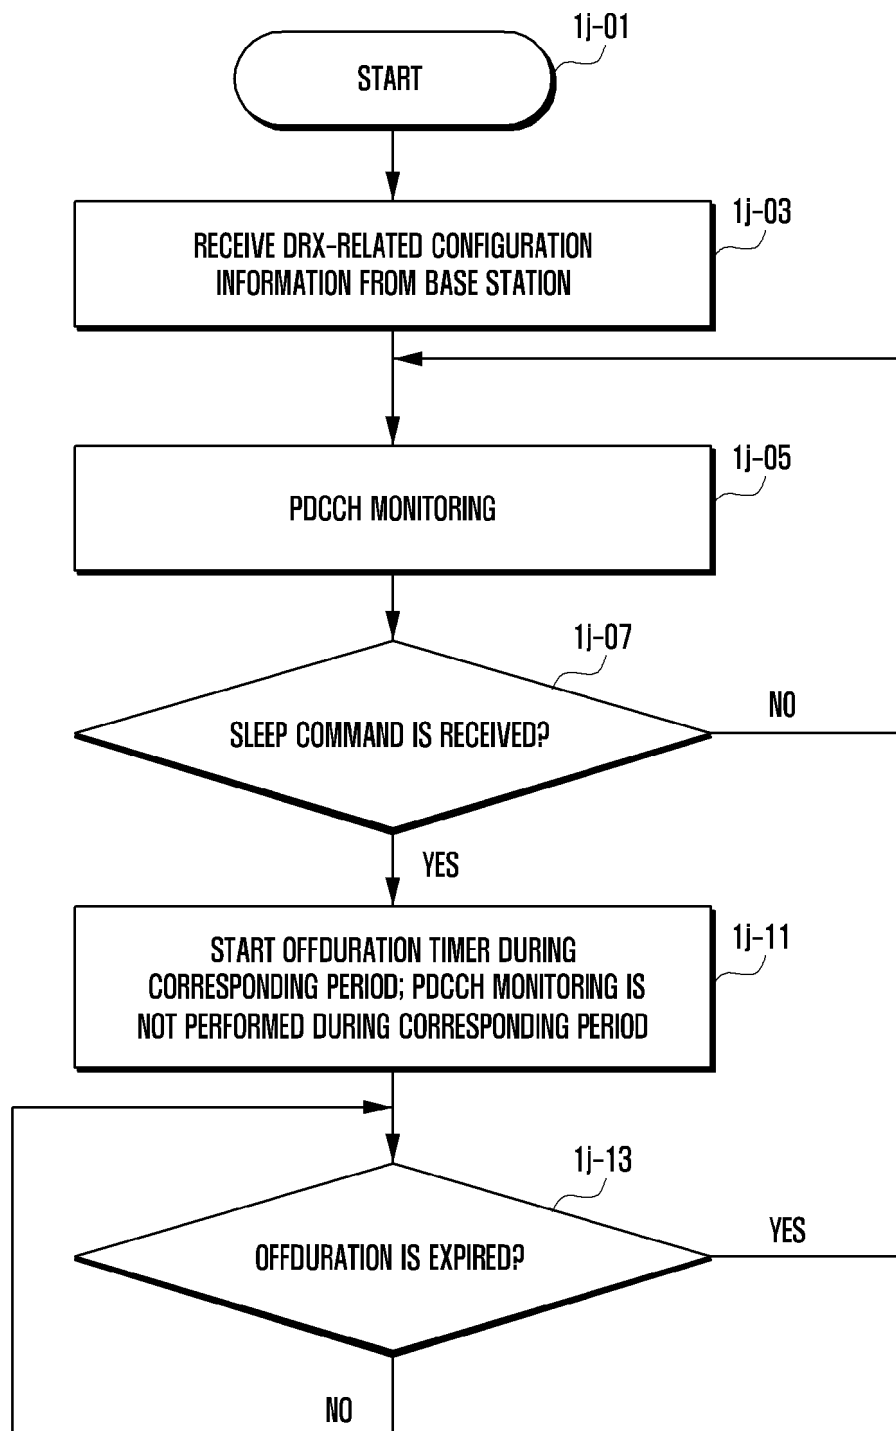 1j-01
START
1j-03
RECEIVE DRX-RELATED CONFIGURATION
INFORMATION FROM BASE STATION
1j-05
PDCCH MONITORING
1j-07
SLEEP COMMAND IS RECEIVED?
NO
YES
1j-11
START OFFDURATION TIMER DURING
CORRESPONDING PERIOD; PDCCH MONITORING IS
NOT PERFORMED DURING CORRESPONDING PERIOD
1j-13
OFFDURATION IS EXPIRED?
YES
NO